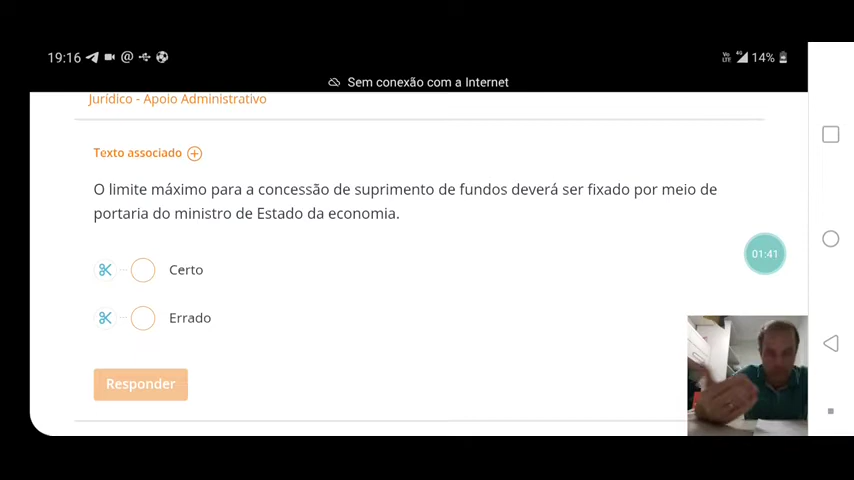 19:16
14%
Sem conexão com a Internet
Jurídico - Apoio Administrativo
Texto associado
O limite máximo para a concessão de suprimento de fundos deverá ser fixado por meio de
portaria do ministro de Estado da economia.
01:41
Certo
Errado
Responder